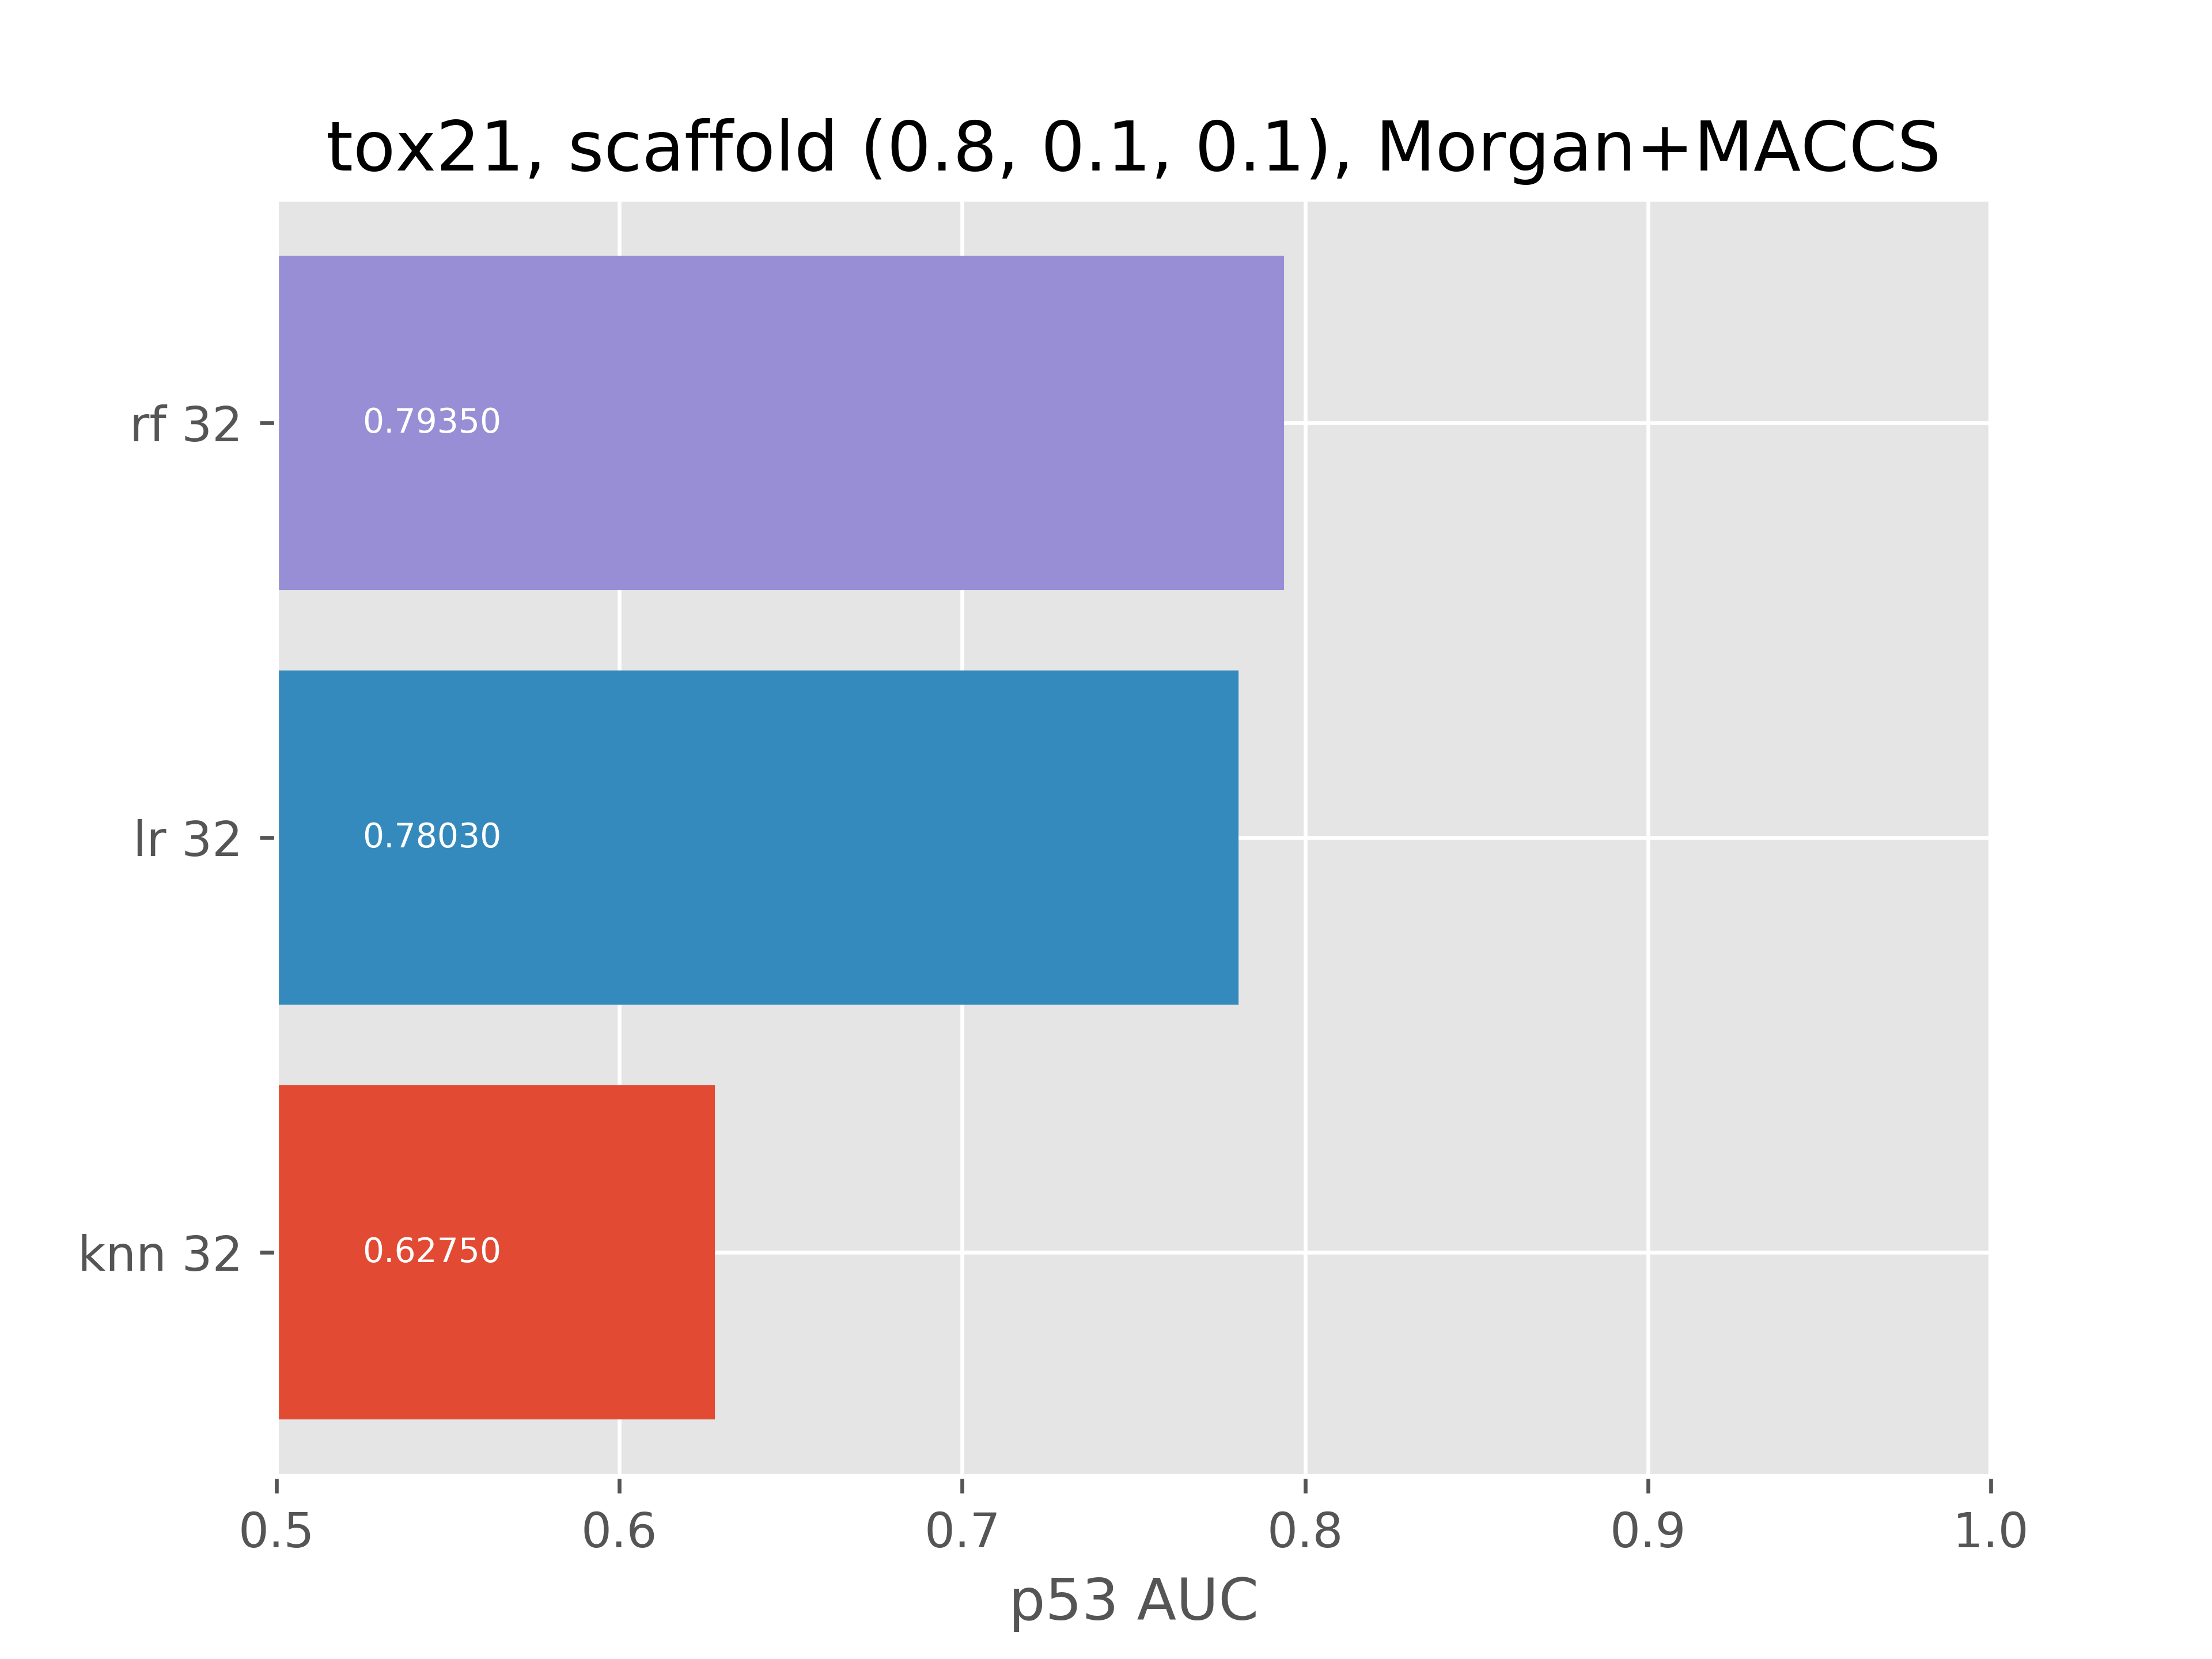 tox21, scaffold (0.8, 0.1, 0.1), Morgan+MACCS
rf 32
0.79350
lr 32
0.78030
knn 32
0.62750
0.5 0.6 0.7 0.8 0.9 1.0
p53 AUC